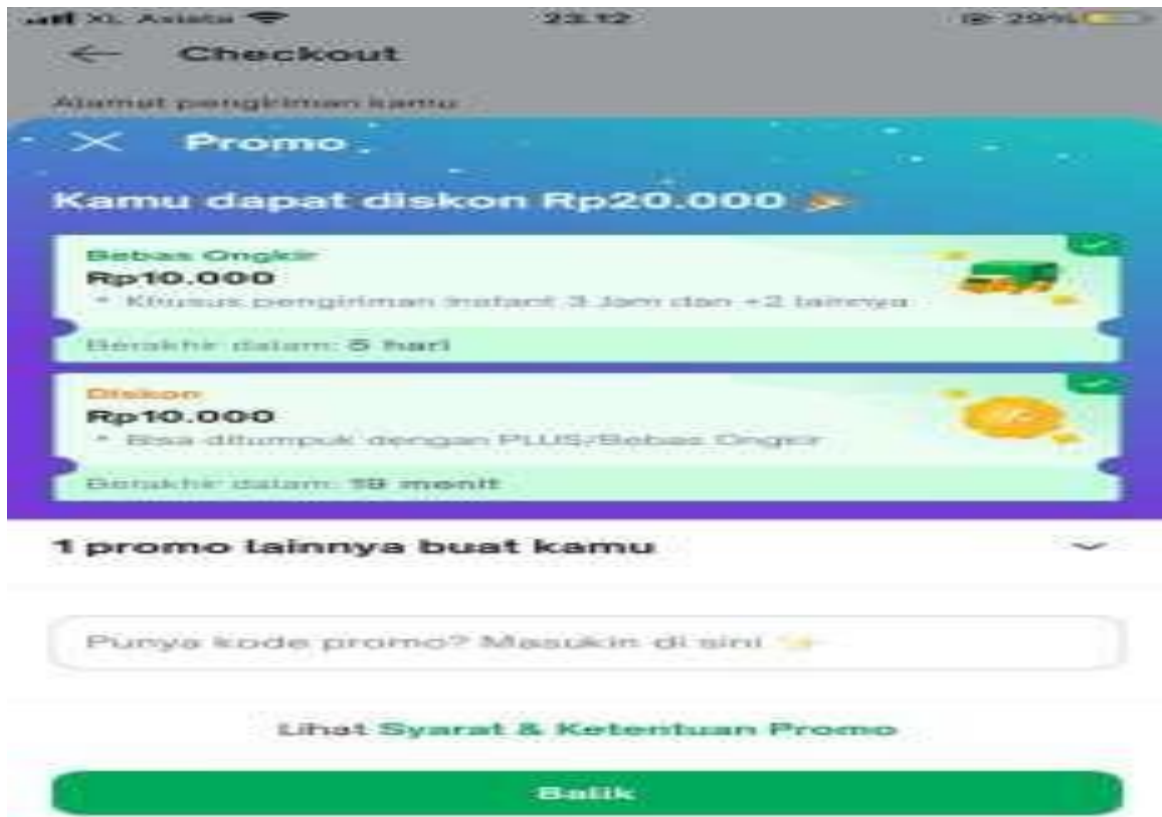 XL Axiata 23.12 29%
Checkout
Alamat pengiriman kamu
Promo
Kamu dapat diskon Rp20.000
Bebas Ongkir
Rp10.000
* Khusus pengiriman Instant 3 Jam dan +2 lainnya
Berakhir dalam: 5 hari
Diskon
Rp10.000
* Bisa ditumpuk dengan PLUS/Bebas Ongkir
Berakhir dalam: 19 menit
1 promo lainnya buat kamu
Punya kode promo? Masukin di sini
Lihat Syarat & Ketentuan Promo
Balik